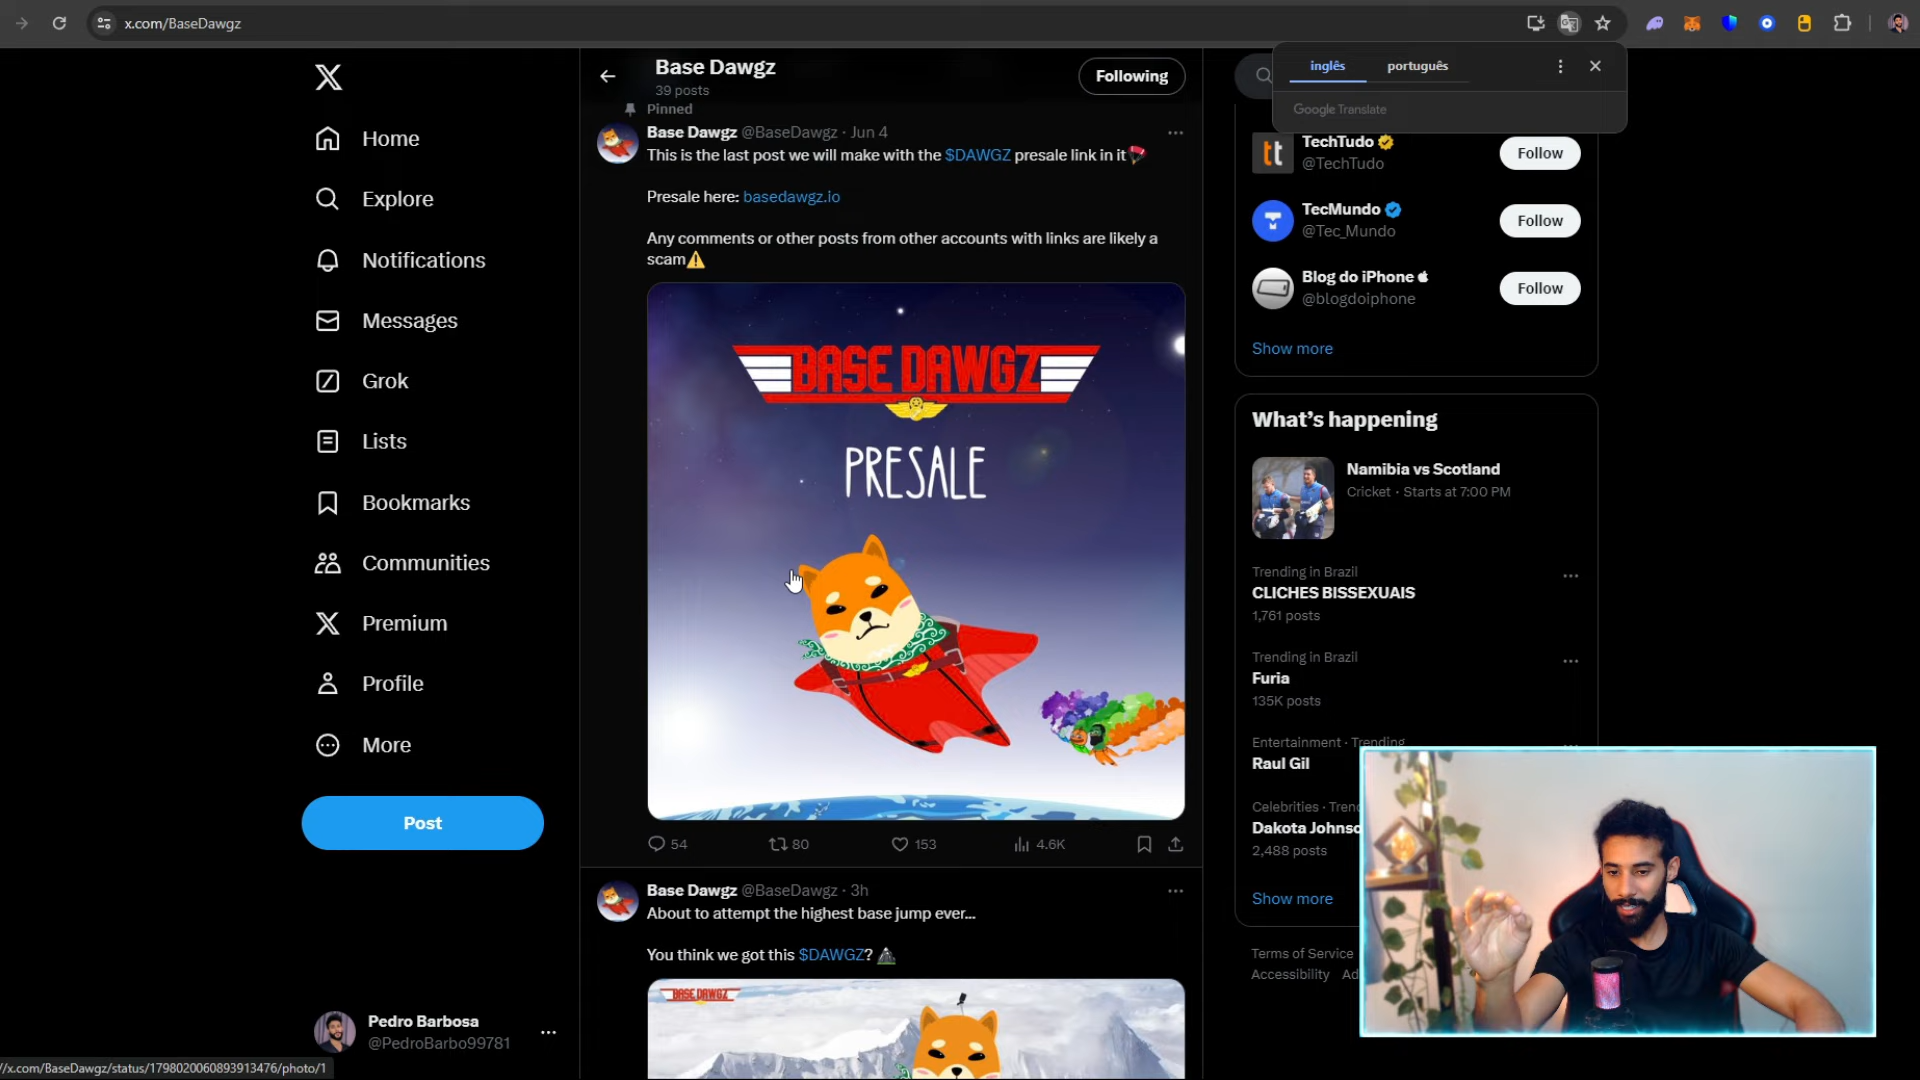 x.com/BaseDawgz
inglês
português
Google Translate
Base Dawgz
39 posts
Following
Home
Explore
Notifications
Messages
Grok
Lists
Bookmarks
Communities
Premium
Profile
More
Post
Pedro Barbosa
@PedroBarbo99781
//x.com/BaseDawgz/status/1798020060893913476/photo/1
Pinned
Base Dawgz @BaseDawgz · Jun 4
This is the last post we will make with the $DAWGZ presale link in it
Presale here: basedawgz.io
Any comments or other posts from other accounts with links are likely a
scam⚠️
BASE DAWGZ
PRESALE
54
80
153
4.6K
Base Dawgz @BaseDawgz · 3h
About to attempt the highest base jump ever...
You think we got this $DAWGZ?
BASE DAWGZ
TechTudo
@TechTudo
Follow
TecMundo
@Tec_Mundo
Follow
Blog do iPhone
@blogdoiphone
Follow
Show more
What's happening
Namibia vs Scotland
Cricket · Starts at 7:00 PM
Trending in Brazil
CLICHES BISSEXUAIS
1,761 posts
Trending in Brazil
Furia
135K posts
Entertainment · Trending
Raul Gil
Celebrities · Trenc
Dakota Johnso
2,488 posts
Show more
Terms of Service
Accessibility Ad